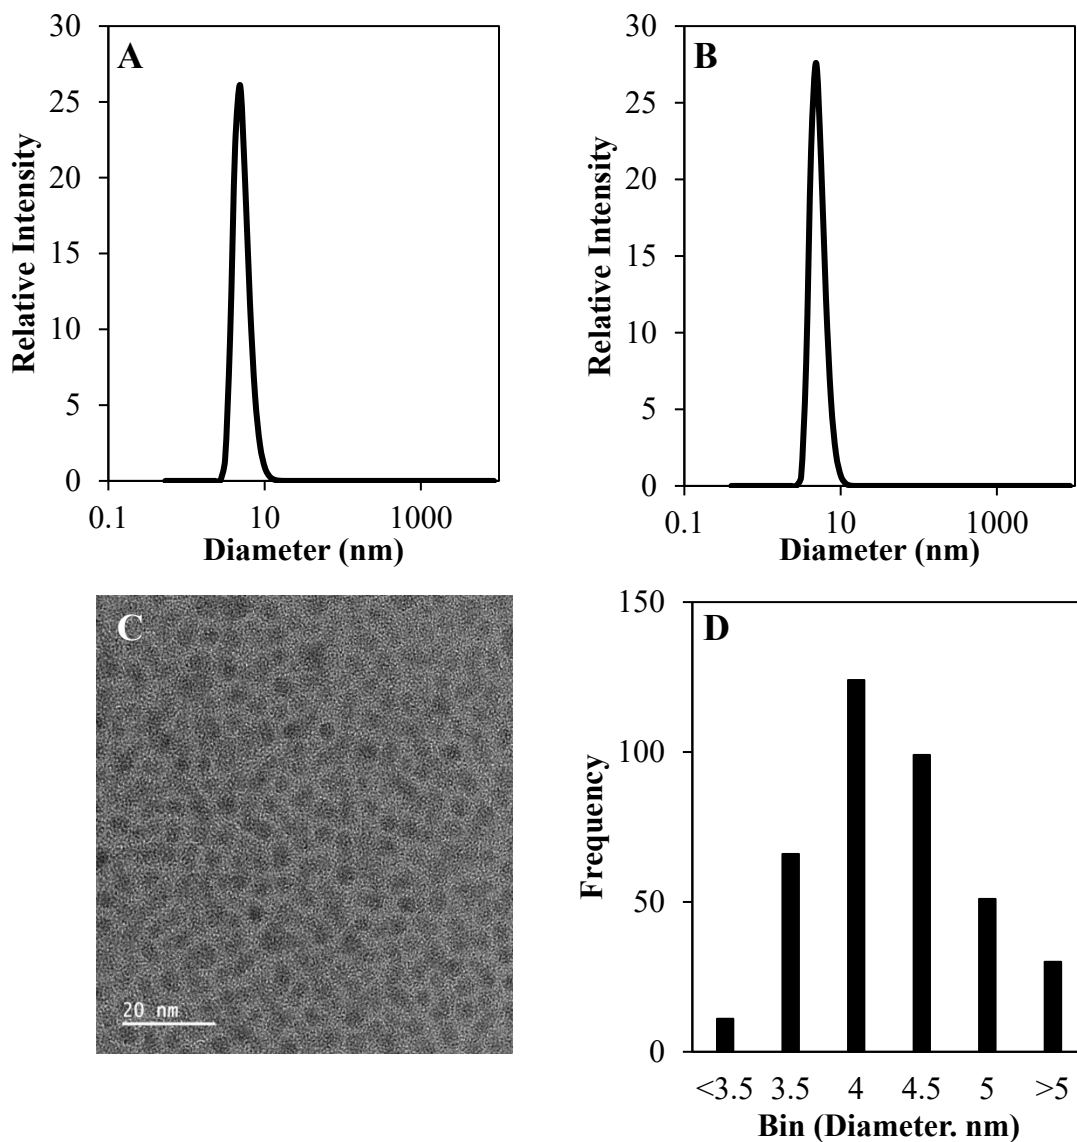 A
30
25
20
15
10
5
0
Relative Intensity
0.1 10 1000
Diameter (nm)
B
30
25
20
15
10
5
0
Relative Intensity
0.1 10 1000
Diameter (nm)
C
20 nm
D
150
100
50
0
Frequency
<3.5 3.5 4 4.5 5 >5
Bin (Diameter. nm)